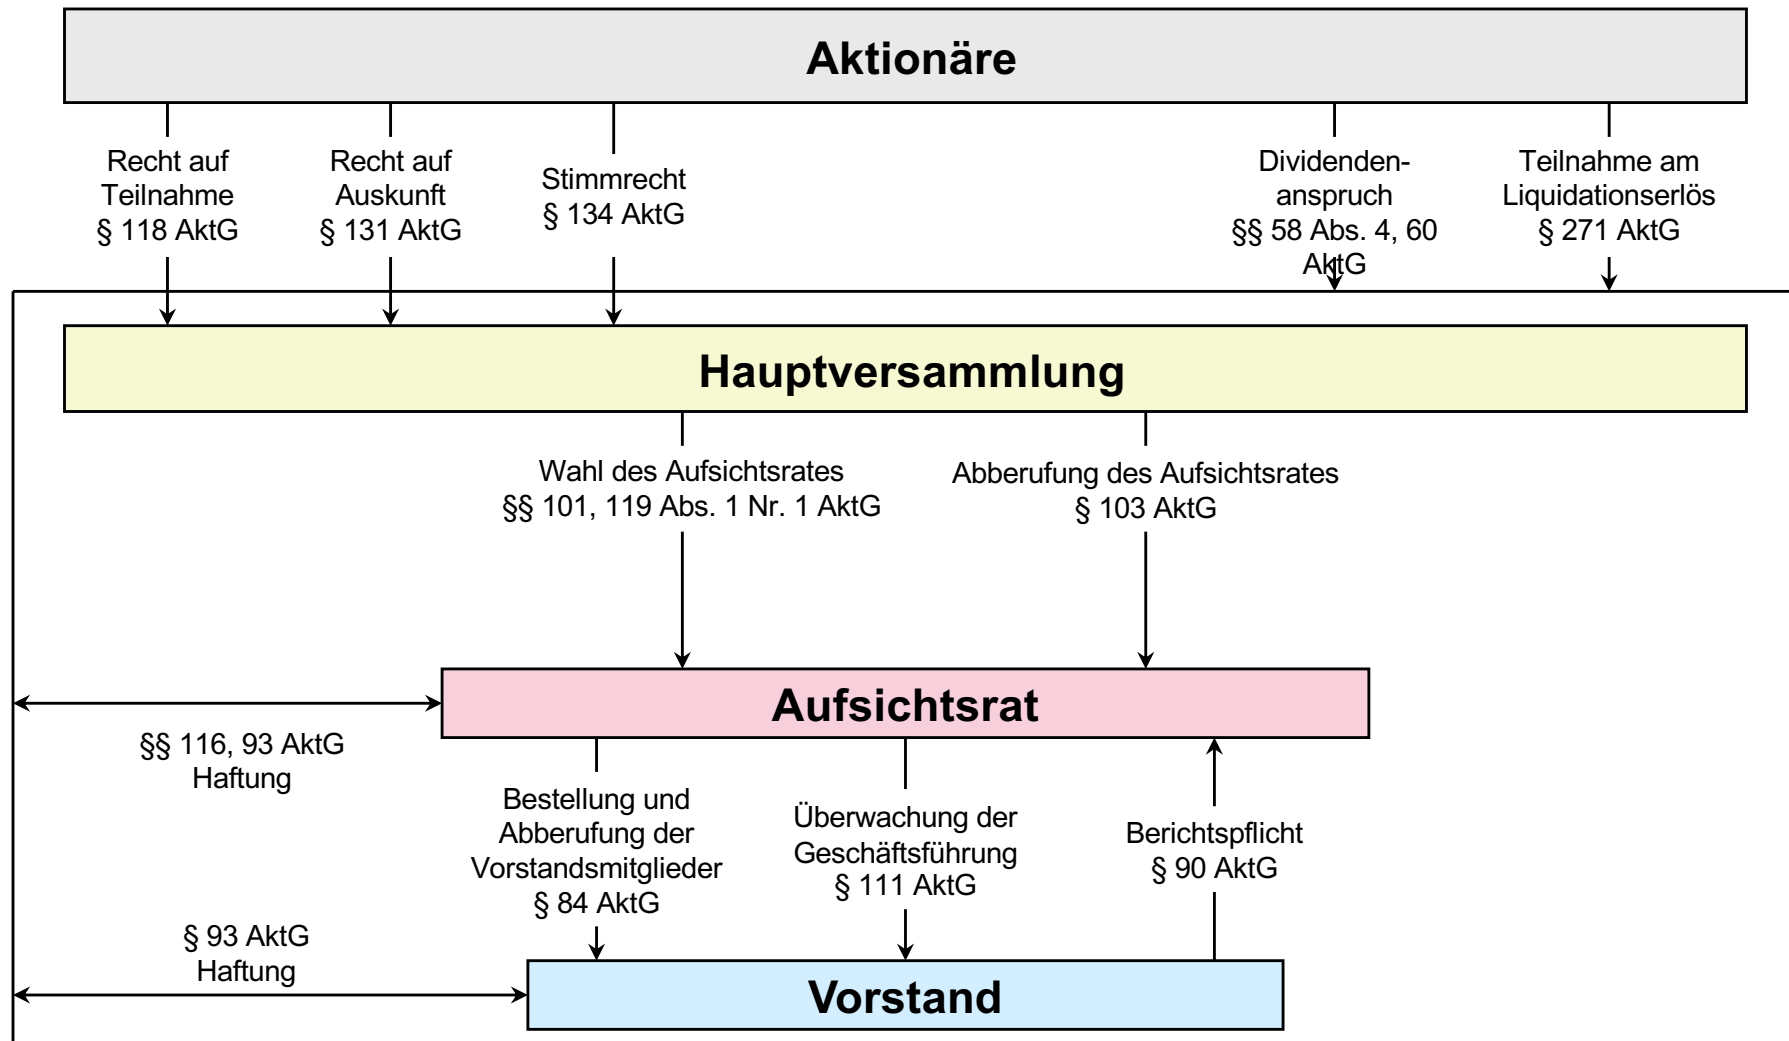 Aktionäre
Recht auf
Teilnahme
§ 118 AktG
Recht auf
Auskunft
§ 131 AktG
Stimmrecht
§ 134 AktG
Dividenden-
anspruch
§§ 58 Abs. 4, 60
AktG
Teilnahme am
Liquidationserlös
§ 271 AktG
Hauptversammlung
Wahl des Aufsichtsrates
§§ 101, 119 Abs. 1 Nr. 1 AktG
Abberufung des Aufsichtsrates
§ 103 AktG
Aufsichtsrat
§§ 116, 93 AktG
Haftung
Bestellung und
Abberufung der
Vorstandsmitglieder
§ 84 AktG
Überwachung der
Geschäftsführung
§ 111 AktG
Berichtspflicht
§ 90 AktG
§ 93 AktG
Haftung
Vorstand